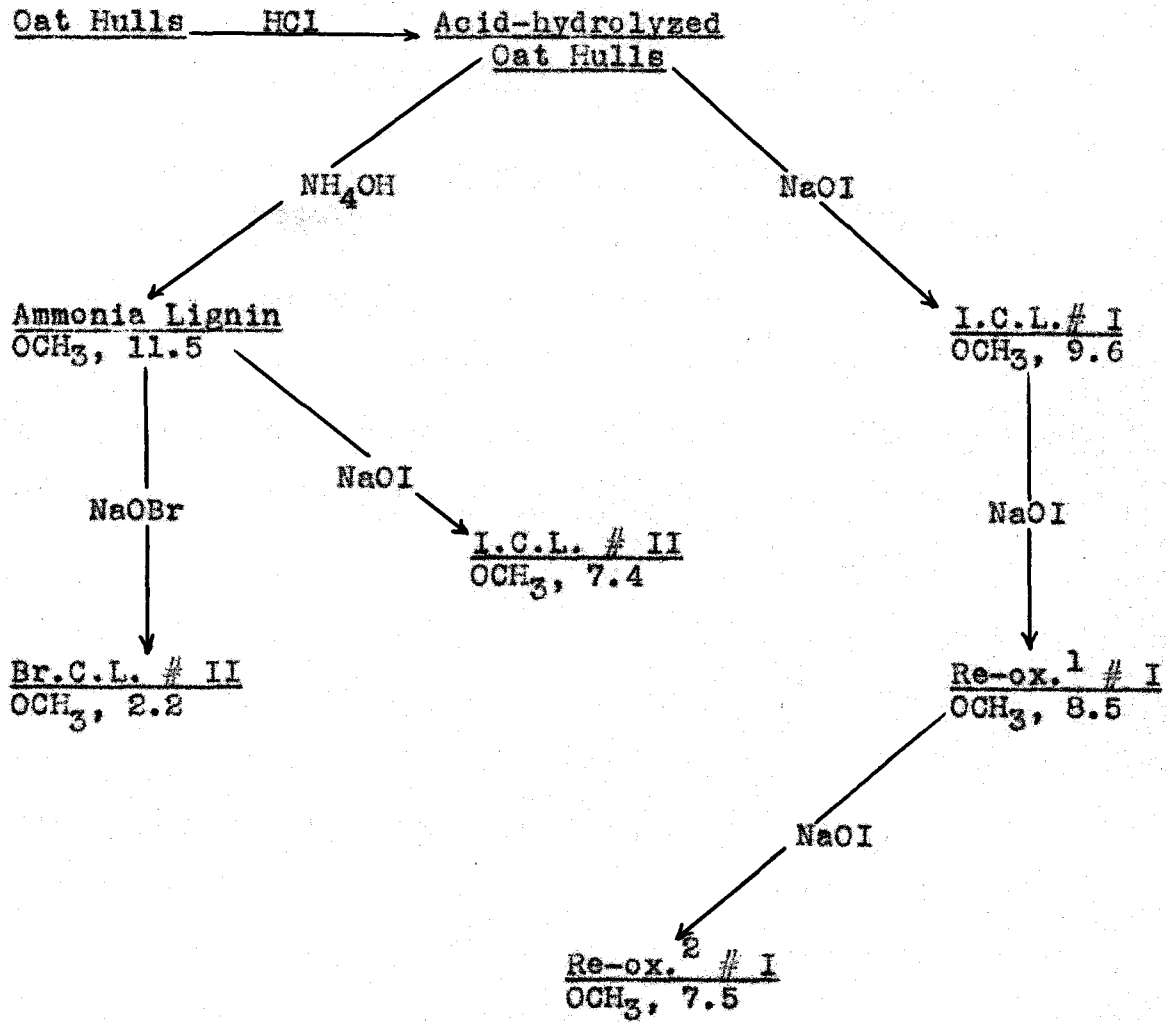 Oat Hulls HCl Acid-hydrolyzed
Oat Hulls
NH4OH NaOI
Ammonia Lignin
OCH3, 11.5
I.C.L.# I
OCH3, 9.6
NaOI
NaOBr
NaOI
I.C.L. # II
OCH3, 7.4
Br.C.L. # II
OCH3, 2.2
Re-ox.1 # I
OCH3, 8.5
NaOI
Re-ox.2 # I
OCH3, 7.5